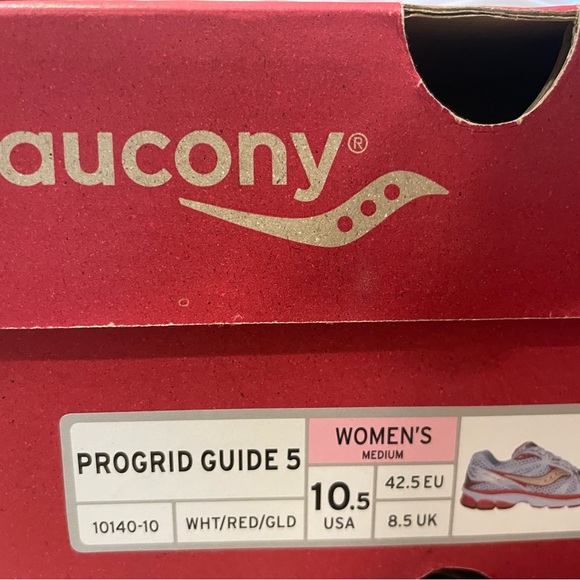 aucony®
PROGRID GUIDE 5
10140-10 WHT/RED/GLD
WOMEN'S
MEDIUM
10.5
USA
42.5 EU
8.5 UK